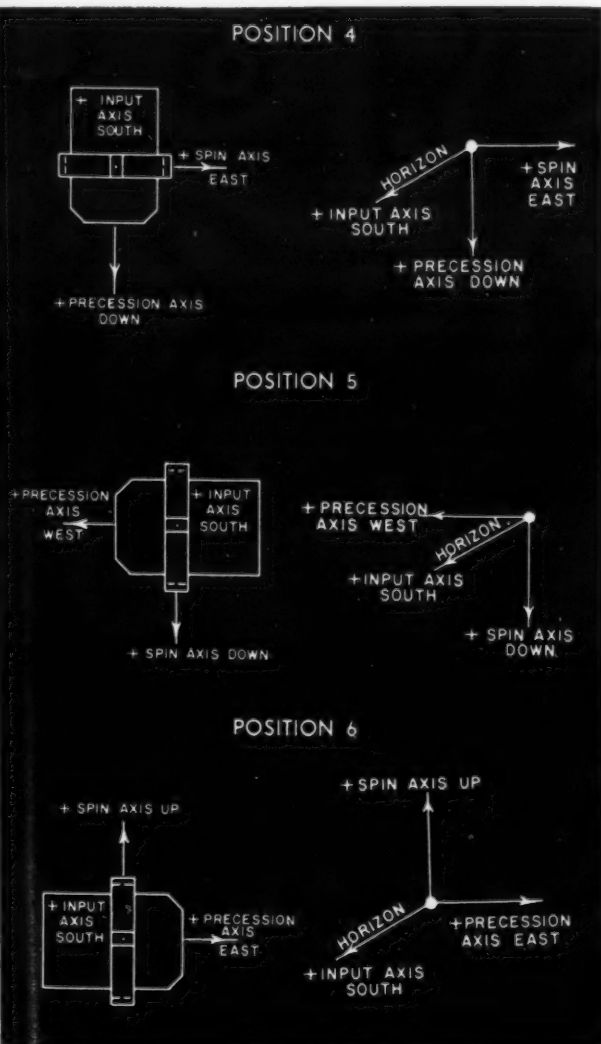 POSITION 4
+ INPUT
AXIS
SOUTH
+ SPIN AXIS
EAST
+ PRECESSION AXIS
DOWN
HORIZON
+ SPIN
AXIS
EAST
+ INPUT AXIS
SOUTH
+ PRECESSION
AXIS DOWN
POSITION 5
+ PRECESSION
AXIS
WEST
+ INPUT
AXIS
SOUTH
+ SPIN AXIS DOWN
+ PRECESSION
AXIS WEST
HORIZON
+ INPUT AXIS
SOUTH
+ SPIN AXIS
DOWN
POSITION 6
+ SPIN AXIS UP
+ INPUT
AXIS
SOUTH
+ PRECESSION
AXIS
EAST
+ SPIN AXIS UP
HORIZON
+ PRECESSION
AXIS EAST
+ INPUT AXIS
SOUTH